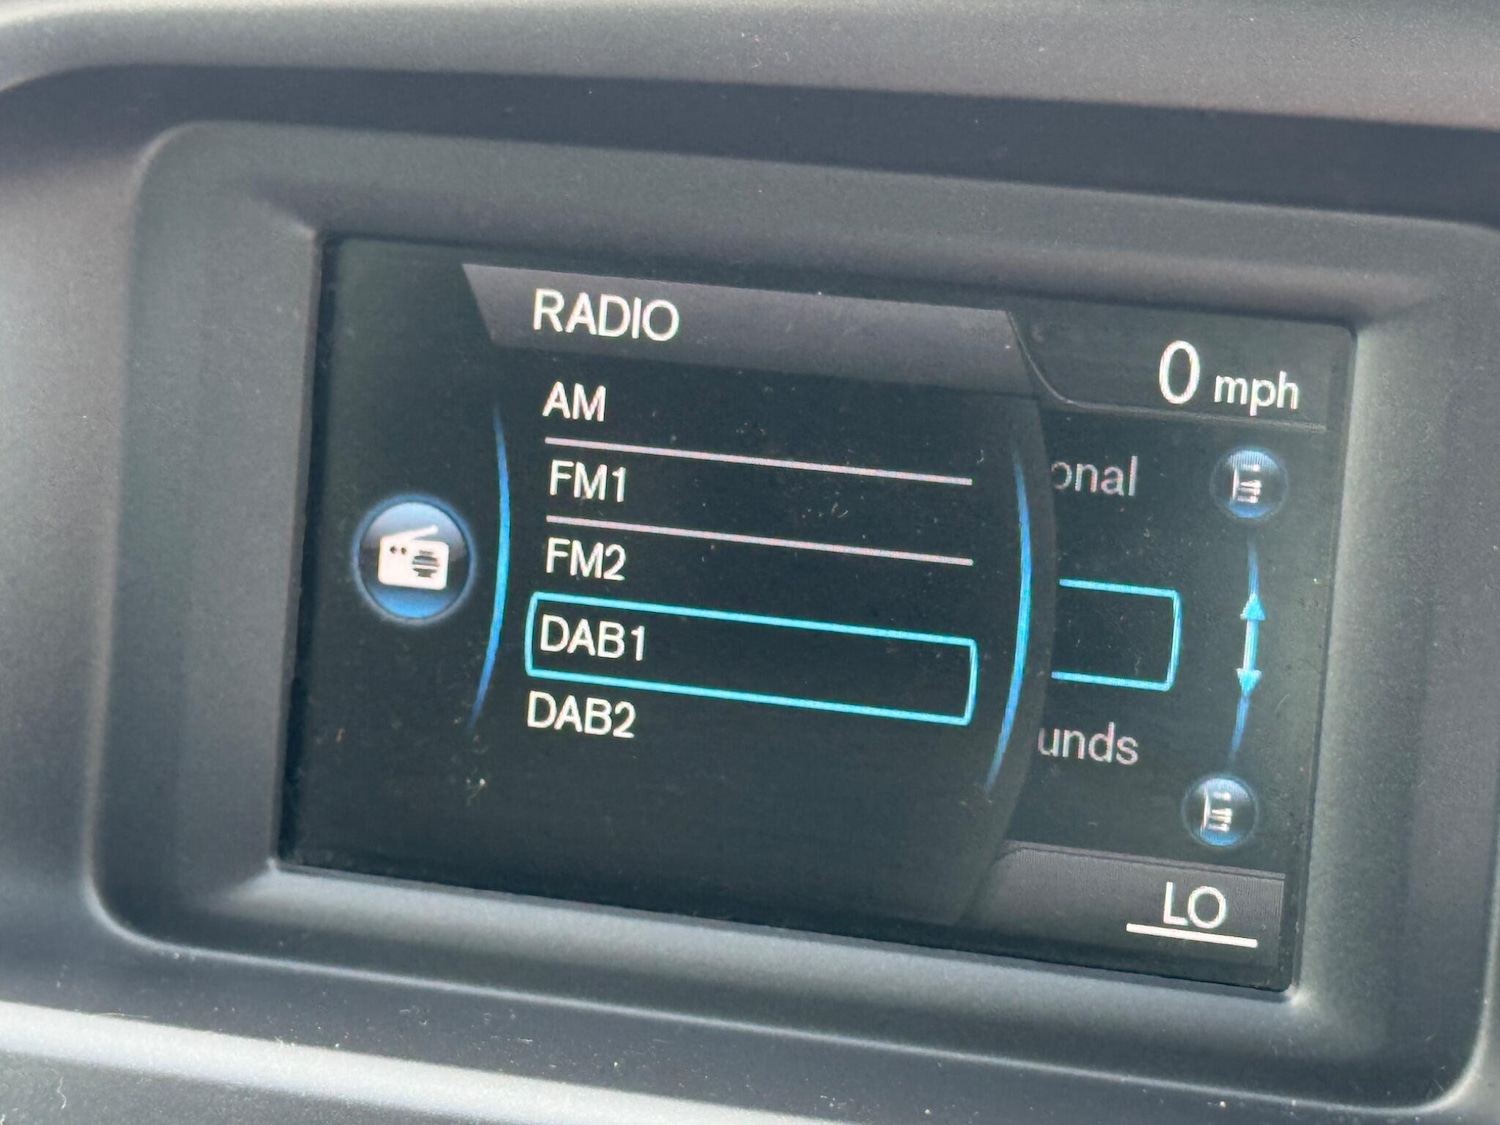 RADIO
0 mph
AM
FM1
FM2
DAB1
DAB2
onal
unds
LO